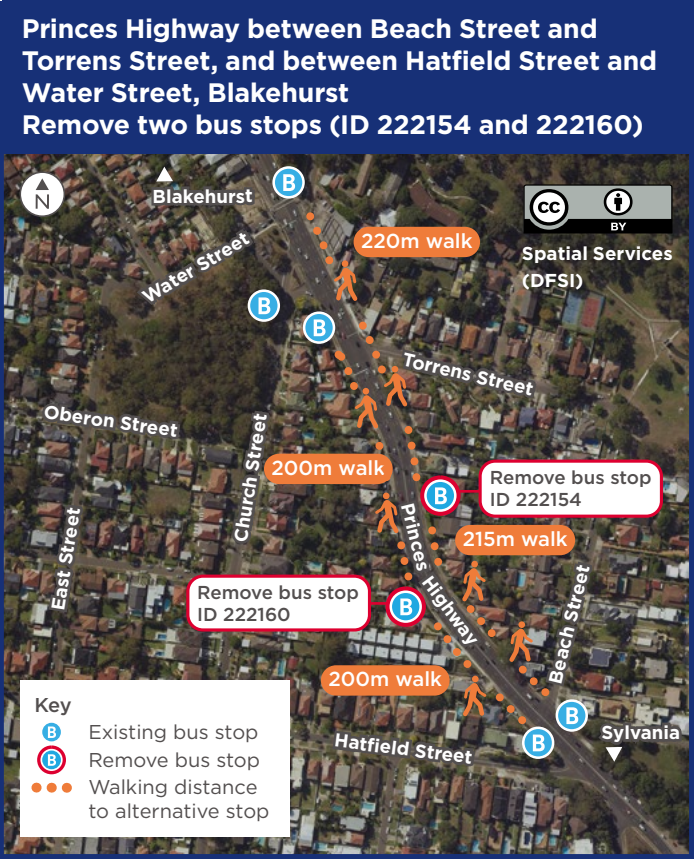 Princes Highway between Beach Street and
Torrens Street, and between Hatfield Street and
Water Street, Blakehurst
Remove two bus stops (ID 222154 and 222160)
N
Blakehurst
B
cc
BY
Spatial Services
(DFSI)
220m walk
Water Street
B
B
Torrens Street
Oberon Street
Church Street
200m walk
B
Remove bus stop
ID 222154
Princes Highway
215m walk
East Street
Remove bus stop
ID 222160
B
Beach Street
200m walk
B
B
Sylvania
Hatfield Street
Key
B Existing bus stop
B Remove bus stop
Walking distance
to alternative stop